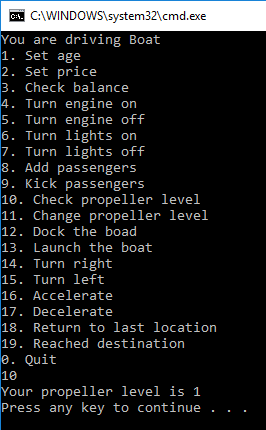 C:\WINDOWS\system32\cmd.exe
You are driving Boat
1. Set age
2. Set price
3. Check balance
4. Turn engine on
5. Turn engine off
6. Turn lights on
7. Turn lights off
8. Add passengers
9. Kick passengers
10. Check propeller level
11. Change propeller level
12. Dock the boad
13. Launch the boat
14. Turn right
15. Turn left
16. Accelerate
17. Decelerate
18. Return to last location
19. Reached destination
0. Quit
10
Your propeller level is 1
Press any key to continue . . .